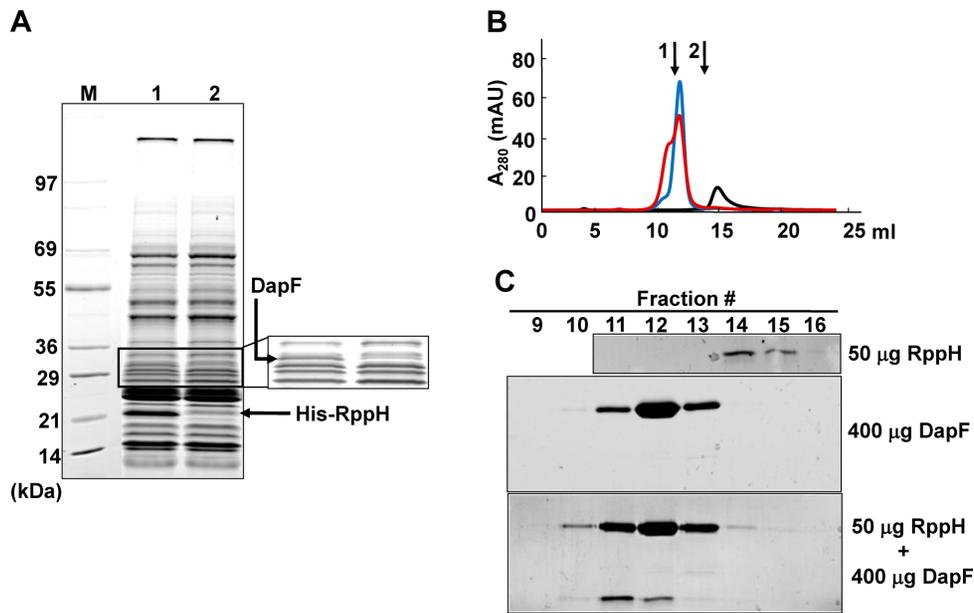 A
M 1 2
97
69
55
36
29
21
14
(kDa)
DapF
His-RppH
B
1 2
A280 (mAU)
80
60
40
20
0
0 5 10 15 20 25 ml
C
Fraction #
9 10 11 12 13 14 15 16
50 μg RppH
400 μg DapF
50 μg RppH
+
400 μg DapF